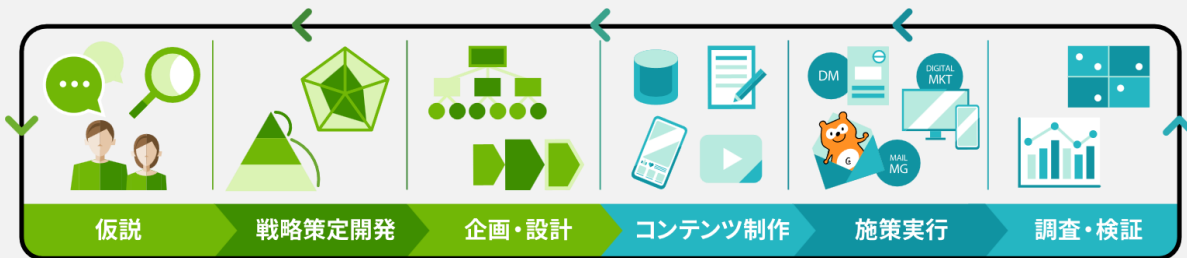 DM
DIGITAL
MKT
G
MAIL
MG
仮説
戦略策定開発
企画・設計
コンテンツ制作
施策実行
調査・検証